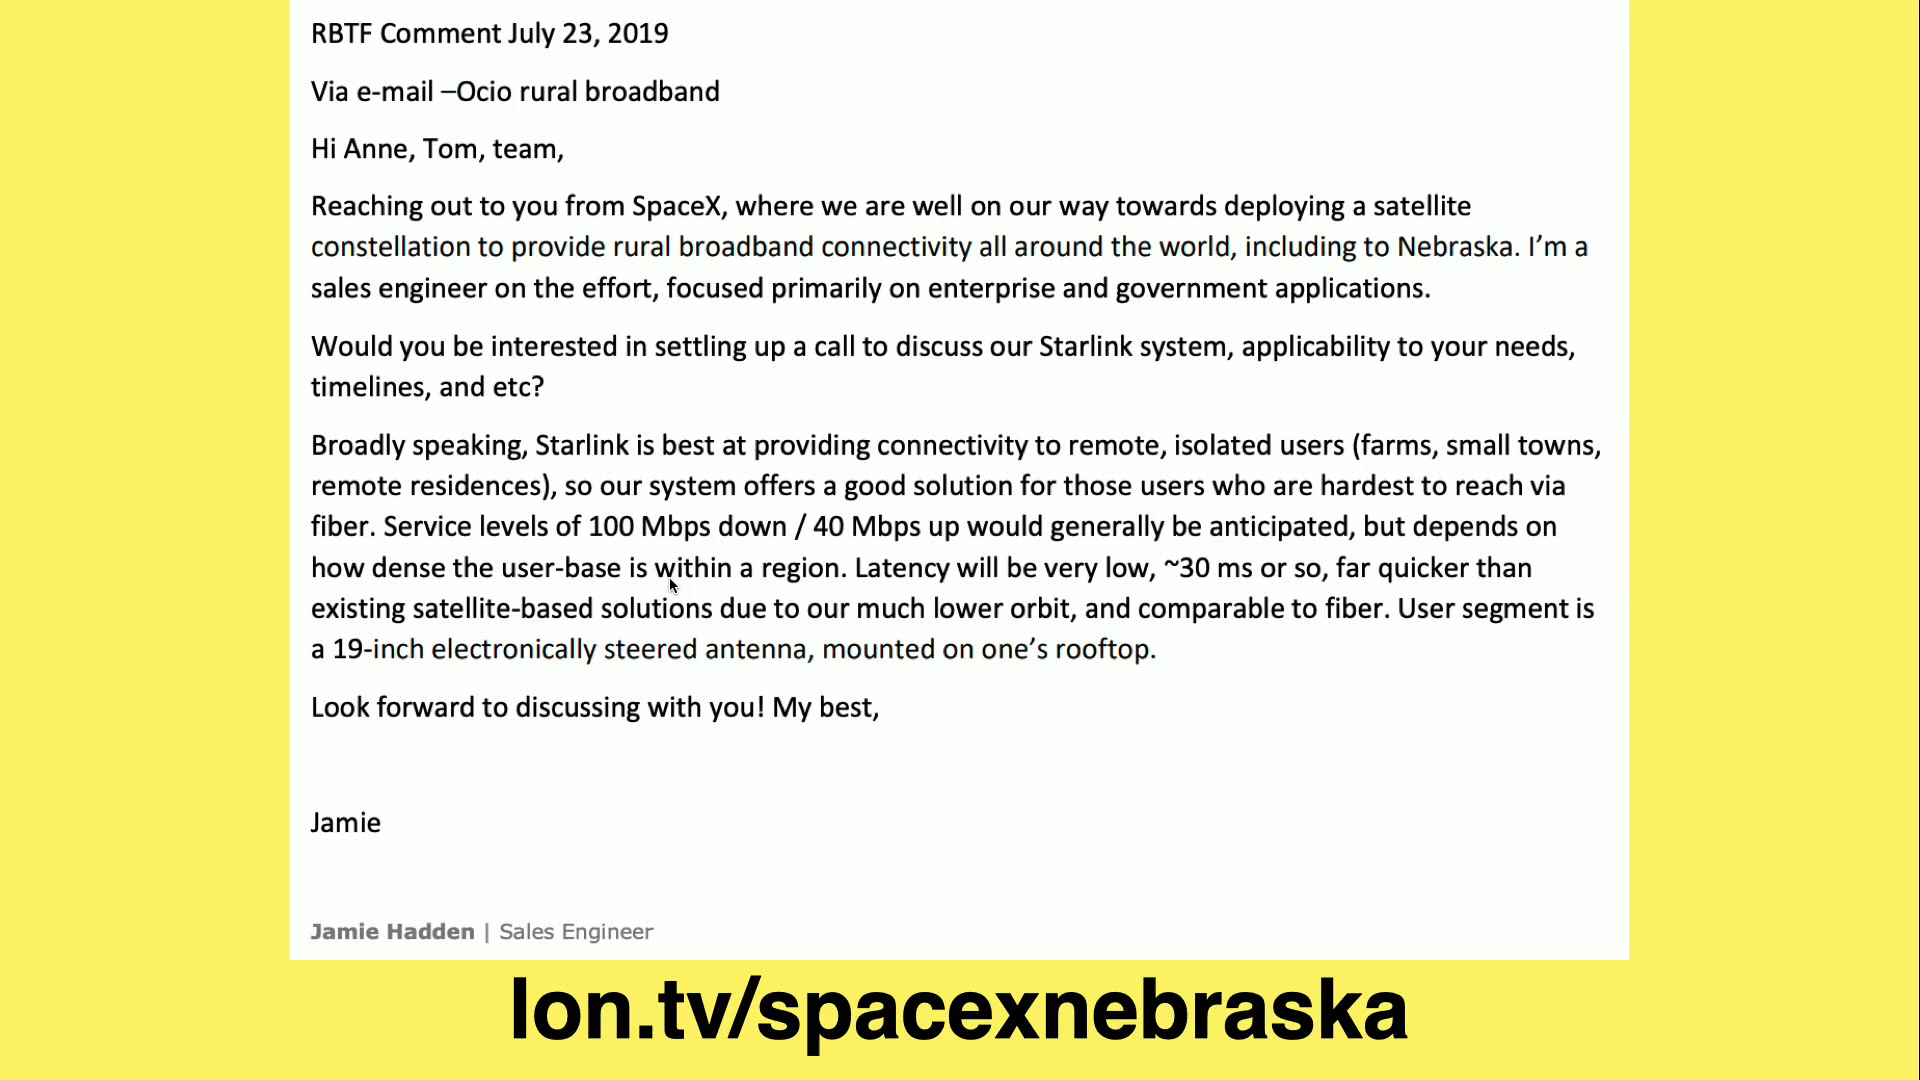 RBTF Comment July 23, 2019
Via e-mail –Ocio rural broadband
Hi Anne, Tom, team,
Reaching out to you from SpaceX, where we are well on our way towards deploying a satellite
constellation to provide rural broadband connectivity all around the world, including to Nebraska. I’m a
sales engineer on the effort, focused primarily on enterprise and government applications.
Would you be interested in settling up a call to discuss our Starlink system, applicability to your needs,
timelines, and etc?
Broadly speaking, Starlink is best at providing connectivity to remote, isolated users (farms, small towns,
remote residences), so our system offers a good solution for those users who are hardest to reach via
fiber. Service levels of 100 Mbps down / 40 Mbps up would generally be anticipated, but depends on
how dense the user-base is within a region. Latency will be very low, ~30 ms or so, far quicker than
existing satellite-based solutions due to our much lower orbit, and comparable to fiber. User segment is
a 19-inch electronically steered antenna, mounted on one’s rooftop.
Look forward to discussing with you! My best,
Jamie
Jamie Hadden | Sales Engineer
lon.tv/spacexnebraska